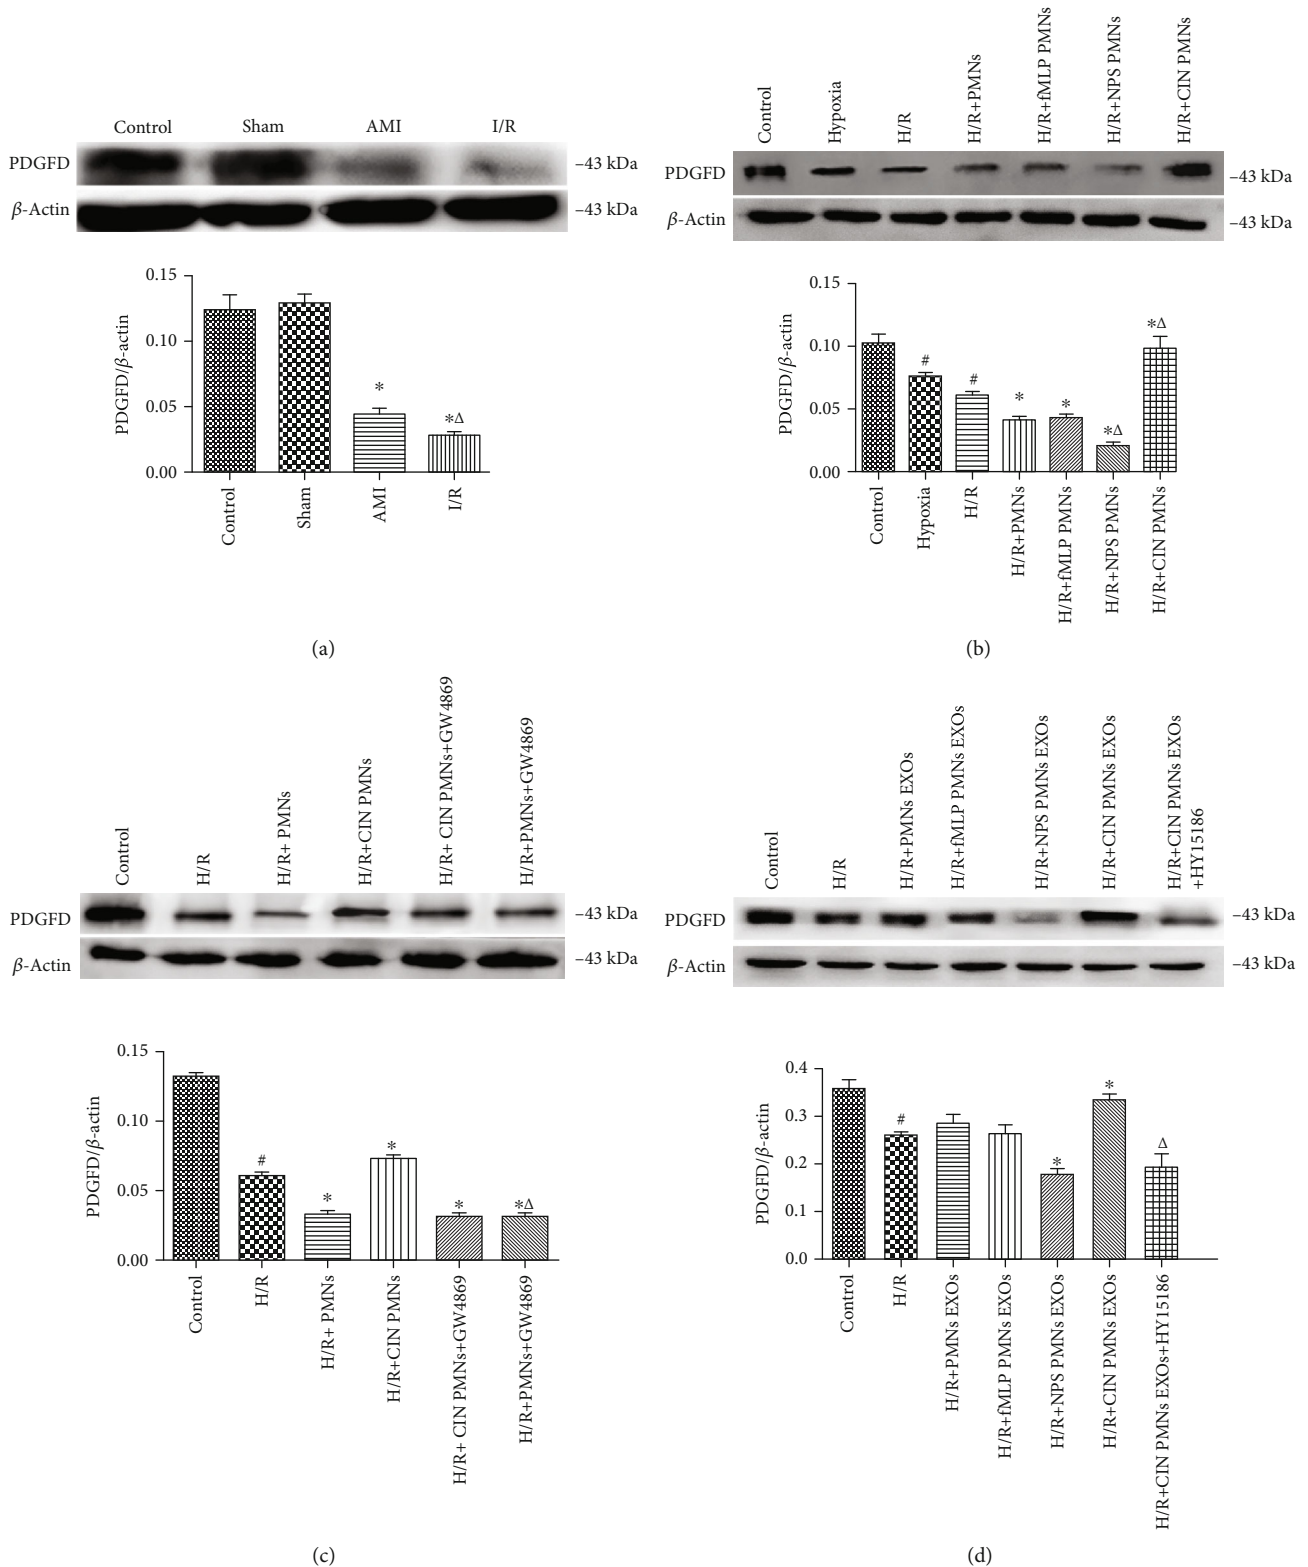 Control Sham AMI I/R
PDGFD –43 kDa
β-Actin –43 kDa
PDGFD/β-actin
0.15
0.10
0.05
0.00
*
*Δ
Control
Sham
AMI
I/R
(a)
Control
Hypoxia
H/R
H/R+PMNs
H/R+fMLP PMNs
H/R+NPS PMNs
H/R+CIN PMNs
PDGFD –43 kDa
β-Actin –43 kDa
PDGFD/β-actin
0.15
0.10
0.05
0.00
#
#
*
*
*Δ
*Δ
Control
Hypoxia
H/R
H/R+PMNs
H/R+fMLP PMNs
H/R+NPS PMNs
H/R+CIN PMNs
(b)
Control
H/R
H/R+ PMNs
H/R+CIN PMNs
H/R+ CIN PMNs+GW4869
H/R+PMNs+GW4869
PDGFD –43 kDa
β-Actin –43 kDa
PDGFD/β-actin
0.15
0.10
0.05
0.00
#
*
*
*
*Δ
Control
H/R
H/R+ PMNs
H/R+CIN PMNs
H/R+ CIN PMNs+GW4869
H/R+PMNs+GW4869
(c)
Control
H/R
H/R+PMNs EXOs
H/R+fMLP PMNs EXOs
H/R+NPS PMNs EXOs
H/R+CIN PMNs EXOs
H/R+CIN PMNs EXOs
+HY15186
PDGFD –43 kDa
β-Actin –43 kDa
PDGFD/β-actin
0.4
0.3
0.2
0.1
0.0
#
*
*
Δ
Control
H/R
H/R+PMNs EXOs
H/R+fMLP PMNs EXOs
H/R+NPS PMNs EXOs
H/R+CIN PMNs EXOs
H/R+CIN PMNs EXOs+HY15186
(d)